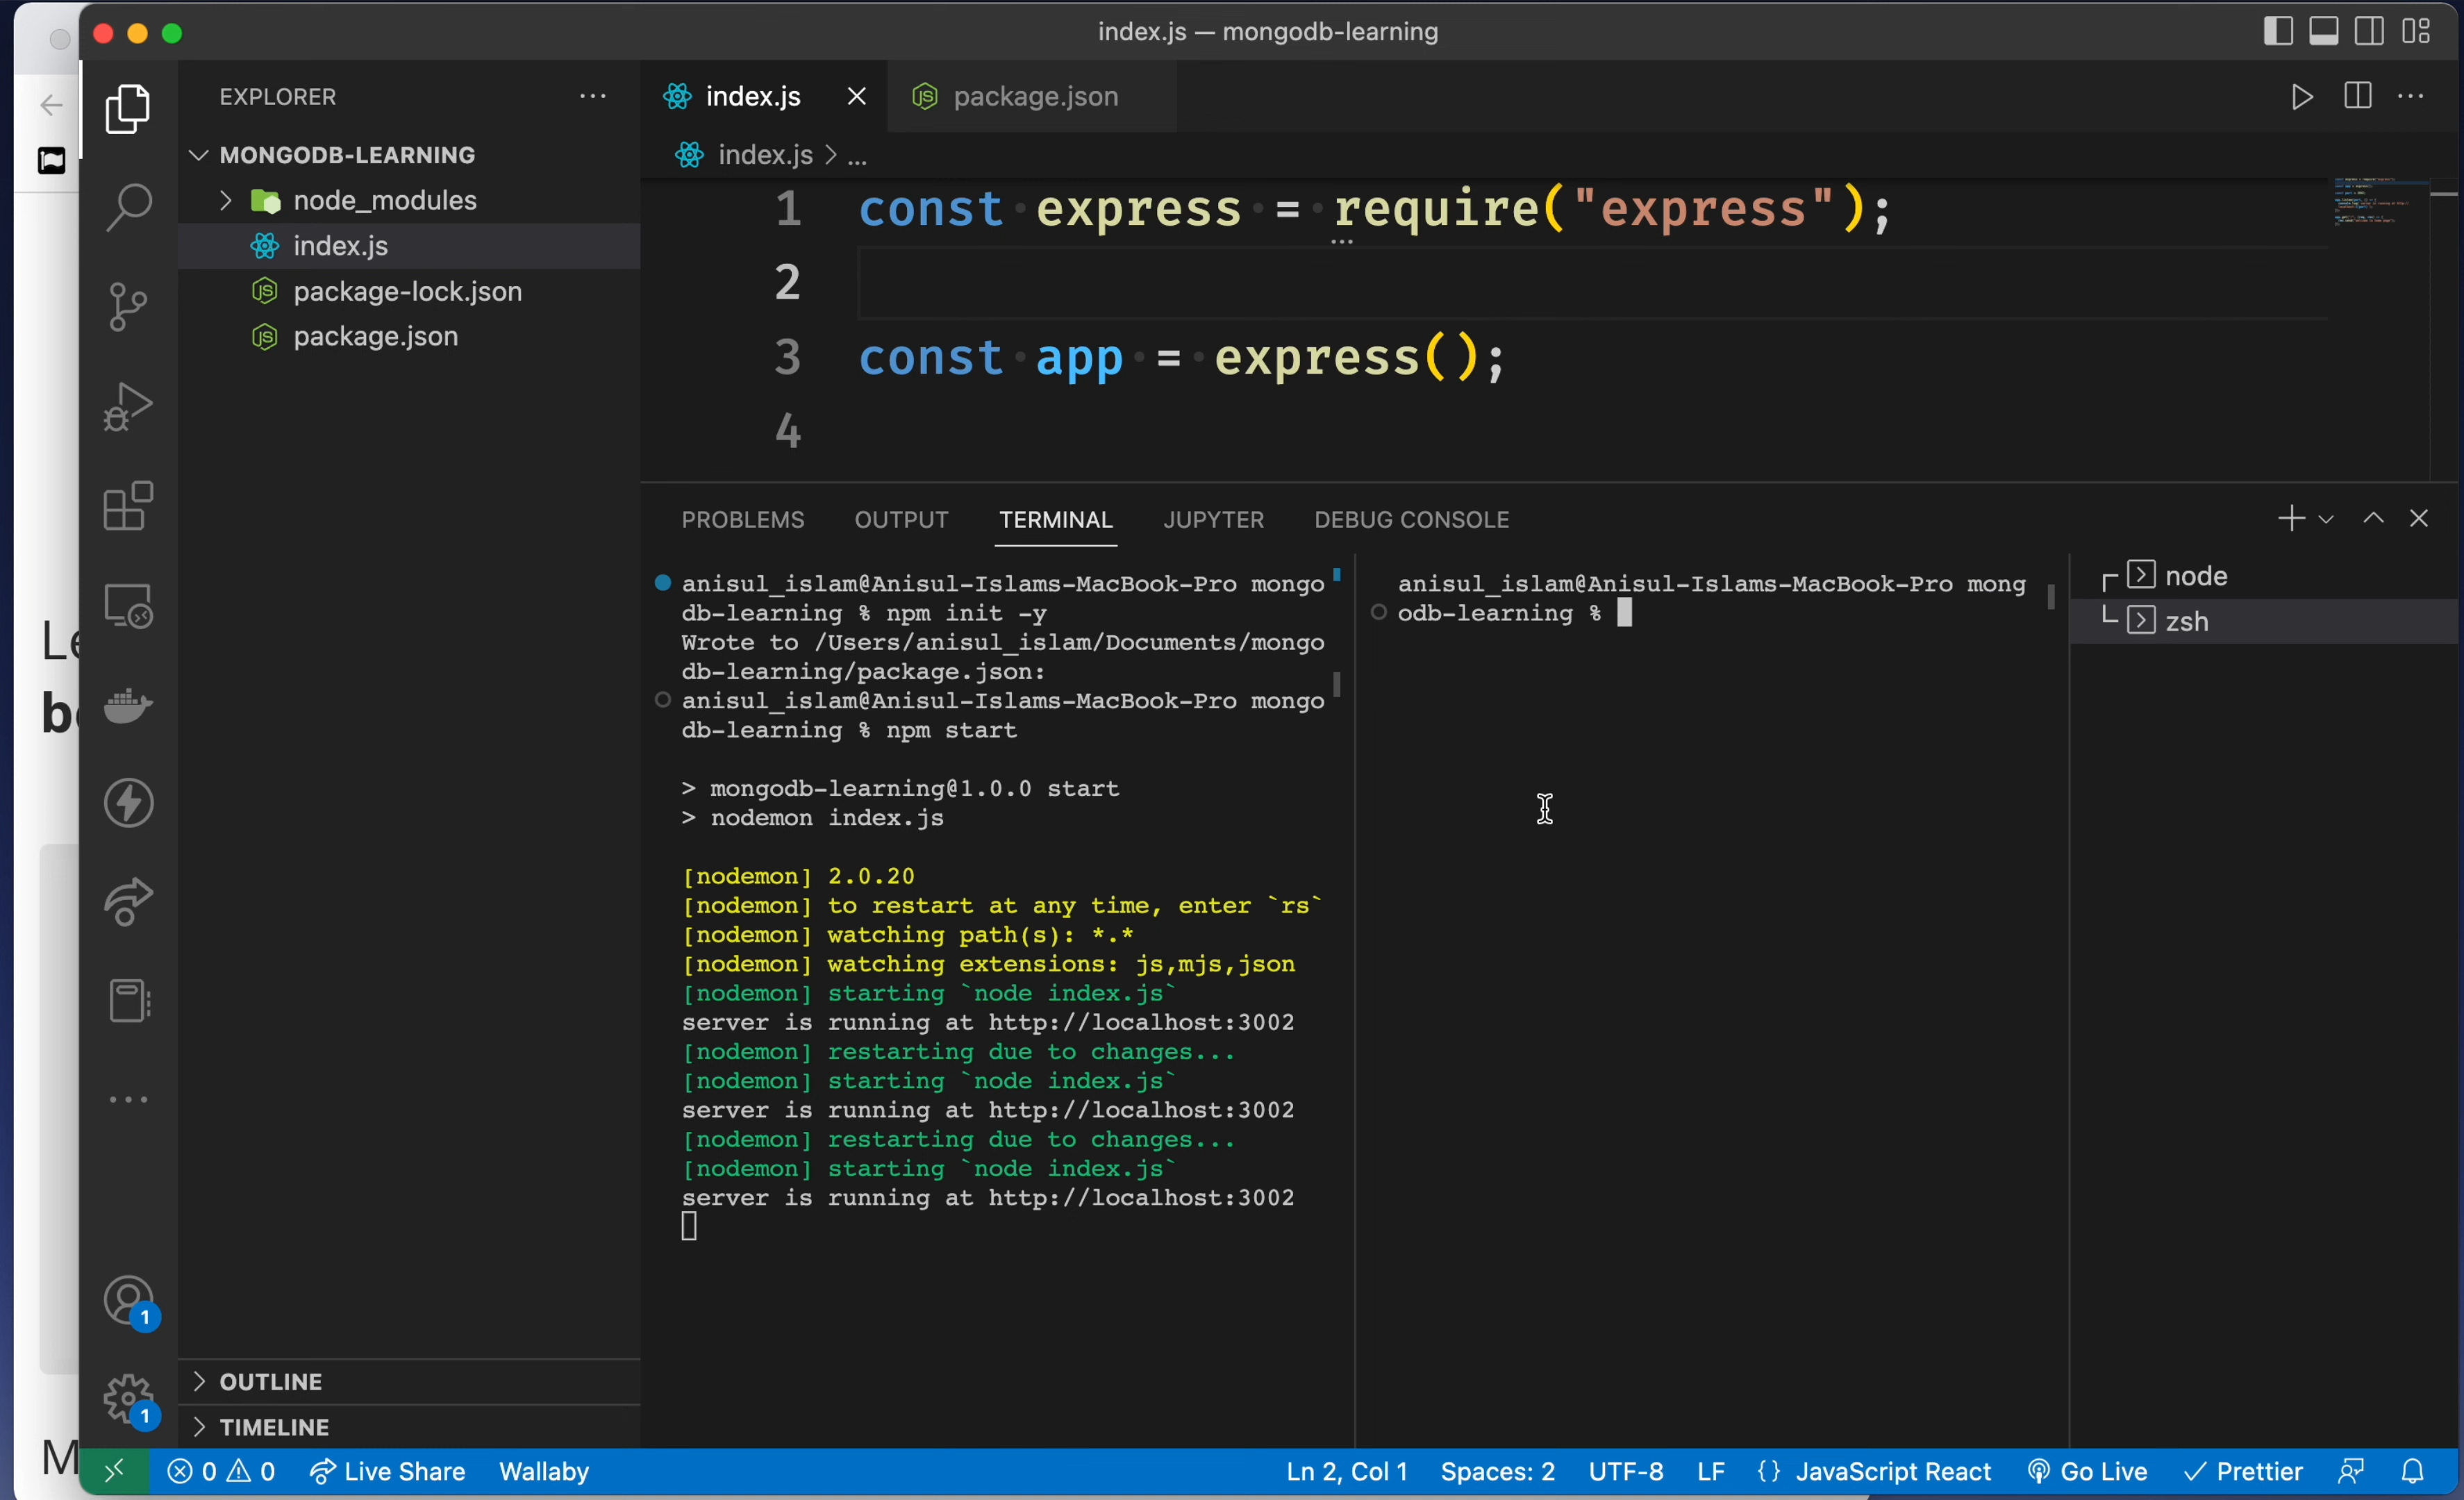 index.js — mongodb-learning
EXPLORER
MONGODB-LEARNING
node_modules
index.js
package-lock.json
package.json
OUTLINE
TIMELINE
index.js
package.json
index.js > ...
1 const express = require("express");
2
3 const app = express();
4
PROBLEMS OUTPUT TERMINAL JUPYTER DEBUG CONSOLE
anisul_islam@Anisul-Islams-MacBook-Pro mongo
db-learning % npm init -y
Wrote to /Users/anisul_islam/Documents/mongo
db-learning/package.json:
anisul_islam@Anisul-Islams-MacBook-Pro mongo
db-learning % npm start
> mongodb-learning@1.0.0 start
> nodemon index.js
[nodemon] 2.0.20
[nodemon] to restart at any time, enter `rs`
[nodemon] watching path(s): *.*
[nodemon] watching extensions: js,mjs,json
[nodemon] starting `node index.js`
server is running at http://localhost:3002
[nodemon] restarting due to changes...
[nodemon] starting `node index.js`
server is running at http://localhost:3002
[nodemon] restarting due to changes...
[nodemon] starting `node index.js`
server is running at http://localhost:3002
anisul_islam@Anisul-Islams-MacBook-Pro mong
odb-learning %
node
zsh
1
1
0 0 Live Share Wallaby Ln 2, Col 1 Spaces: 2 UTF-8 LF {} JavaScript React Go Live Prettier